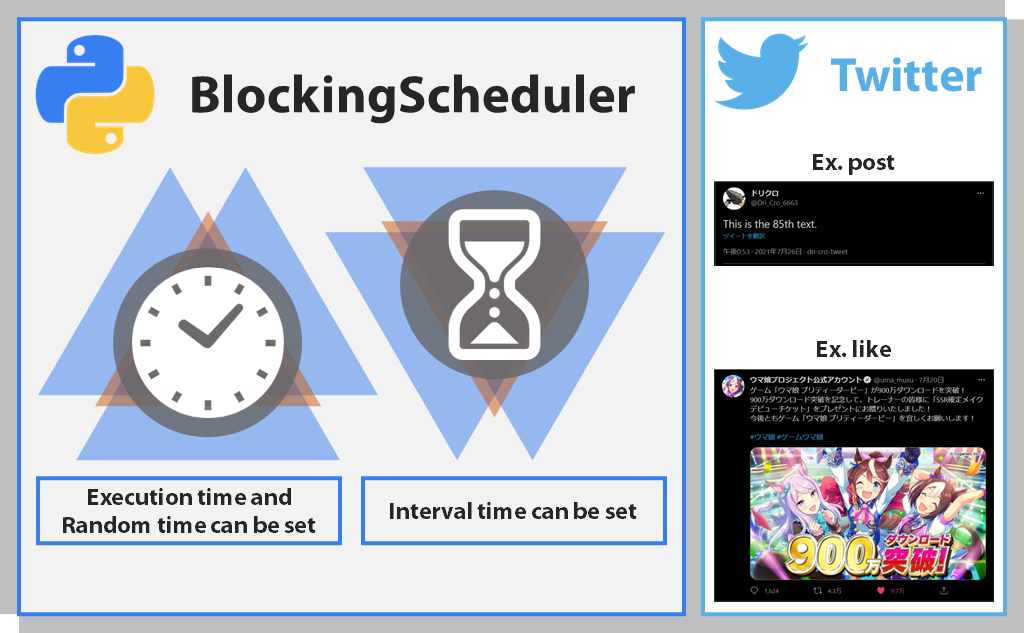 BlockingScheduler
Execution time and
Random time can be set
Interval time can be set
Twitter
Ex. post
ドリクロ
@Dri_Cro_6663
This is the 85th text.
ツイートを翻訳
午後0:53 · 2021年7月26日 · dri-cro-tweet
Ex. like
ウマ娘プロジェクト公式アカウント @uma_musu · 7月20日
ゲーム「ウマ娘 プリティーダービー」が900万ダウンロードを突破！
900万ダウンロード突破を記念して、トレーナーの皆様に「SSR確定メイク
デビューチケット」をプレゼントにお贈りいたしました！
今後ともゲーム「ウマ娘 プリティーダービー」を宜しくお願いします！
#ウマ娘 #ゲームウマ娘
900万
ダウンロード
突破!
1,624 4.3万 9.7万